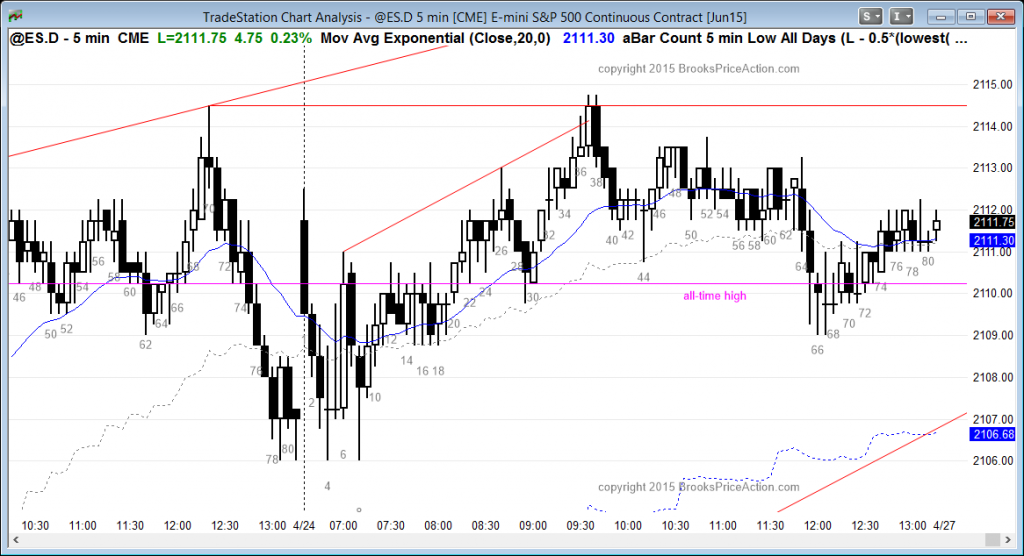 TradeStation Chart Analysis - @ES.D 5 min [CME] E-mini S&P 500 Continuous Contract [Jun15]
S I
@ES.D - 5 min CME L=2111.75 4.75 0.23% Mov Avg Exponential (Close,20,0) 2111.30 aBar Count 5 min Low All Days (L - 0.5*(lowest( ...
copyright 2015 BrooksPriceAction.com
2115.00
2114.00
2113.00
2112.00
2111.75
2111.30
2111.00
2110.00
2109.00
2108.00
2107.00
2106.68
2106.00
all-time high
46 48 50 52 54 56 58 60 62 64 66 68 70 72 74 76 78 80
2 4 6 10 12 14 16 18 20 22 24 26 28 30 32 34 36 38 40 42 44 46 48 50 52 54 56 58 60 62 64 66 68 70 72 74 76 78 80
copyright 2015 BrooksPriceAction.com
10:30 11:00 11:30 12:00 12:30 13:00 4/24 07:00 07:30 08:00 08:30 09:00 09:30 10:00 10:30 11:00 11:30 12:00 12:30 13:00 4/27